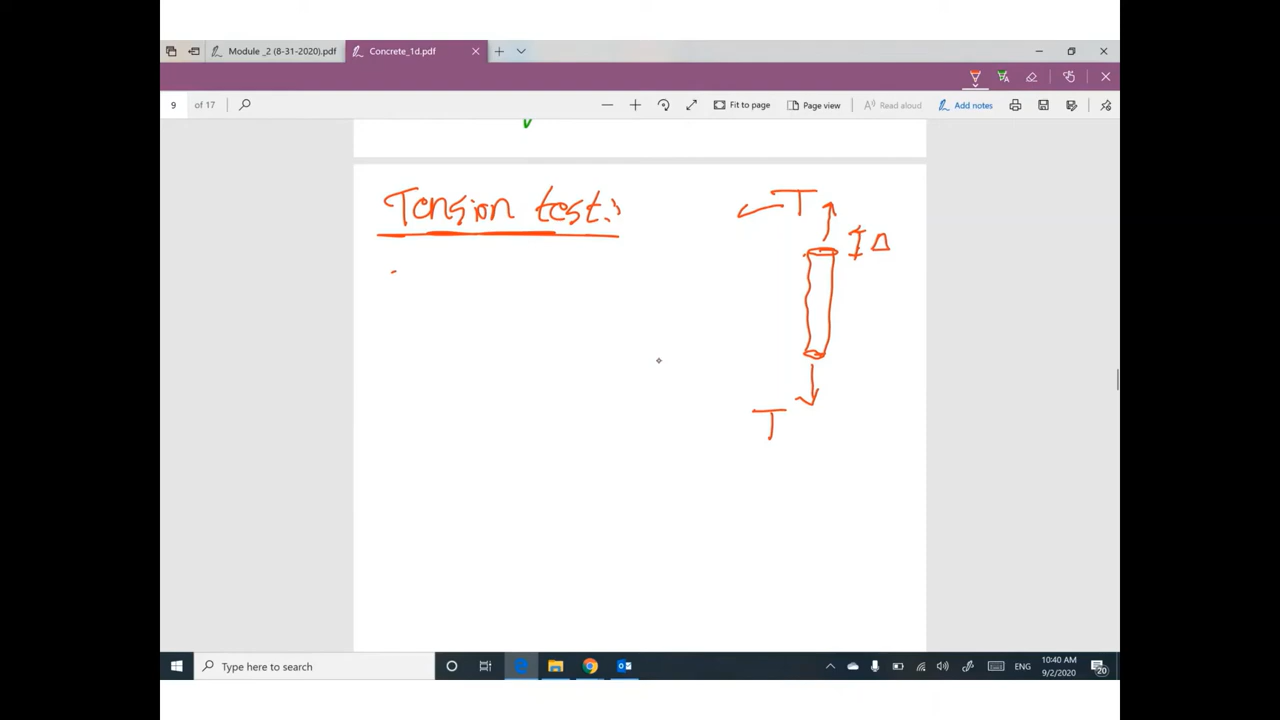 Module _2 (8-31-2020).pdf
Concrete_1d.pdf
9 of 17
Fit to page
Page view
Read aloud
Add notes
Tension test:
T
Δ
T
Type here to search
ENG
10:40 AM
9/2/2020
20